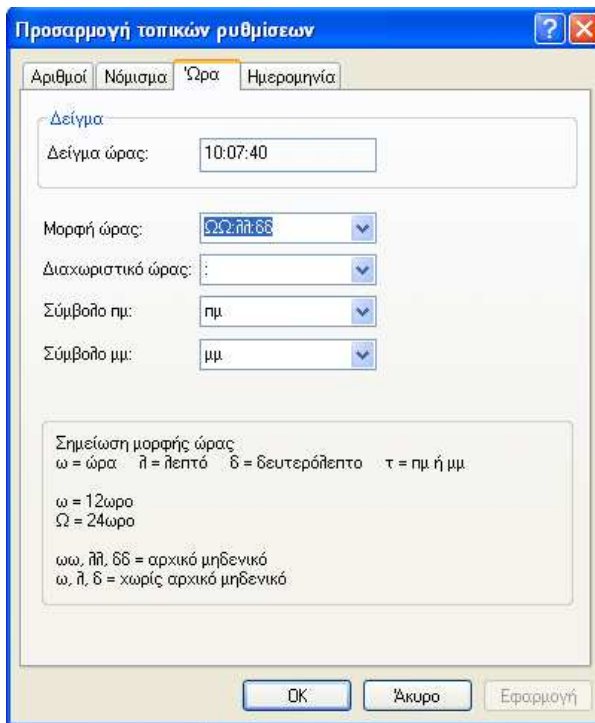 Προσαρμογή τοπικών ρυθμίσεων
Αριθμοί Νόμισμα Ώρα Ημερομηνία
Δείγμα
Δείγμα ώρας: 10:07:40
Μορφή ώρας: ΩΩ:λλ:δδ
Διαχωριστικό ώρας: :
Σύμβολο πμ: πμ
Σύμβολο μμ: μμ
Σημείωση μορφής ώρας
ω = ώρα λ = λεπτό δ = δευτερόλεπτο τ = πμ ή μμ
ω = 12ωρο
Ω = 24ωρο
ωω, λλ, δδ = αρχικό μηδενικό
ω, λ, δ = χωρίς αρχικό μηδενικό
OK Άκυρο Εφαρμογή